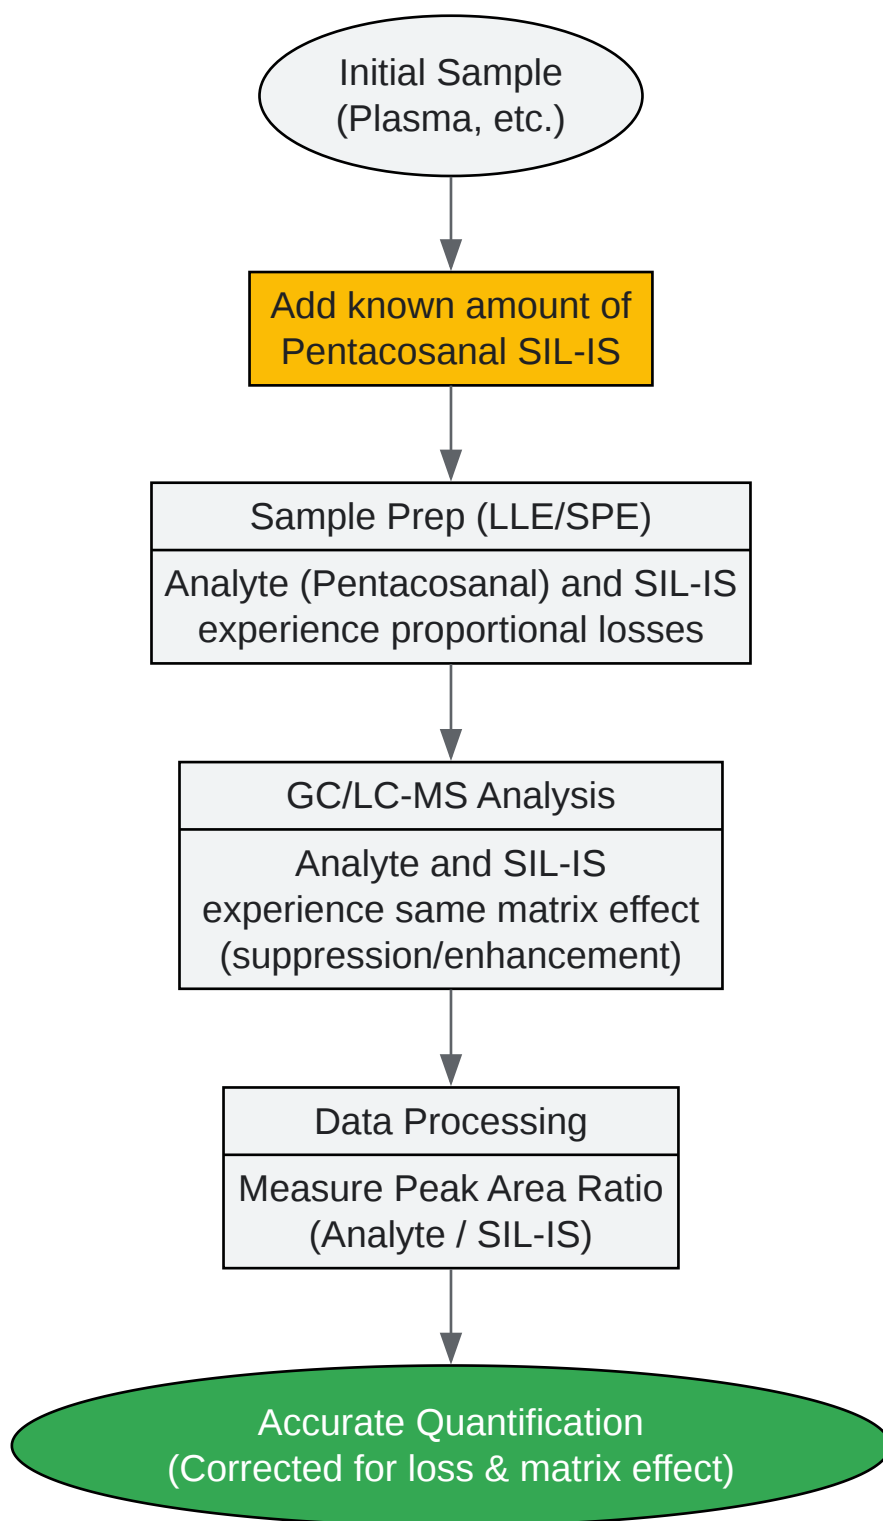 Initial Sample
(Plasma, etc.)
Add known amount of
Pentacosanal SIL-IS
Sample Prep (LLE/SPE)
Analyte (Pentacosanal) and SIL-IS
experience proportional losses
GC/LC-MS Analysis
Analyte and SIL-IS
experience same matrix effect
(suppression/enhancement)
Data Processing
Measure Peak Area Ratio
(Analyte / SIL-IS)
Accurate Quantification
(Corrected for loss & matrix effect)